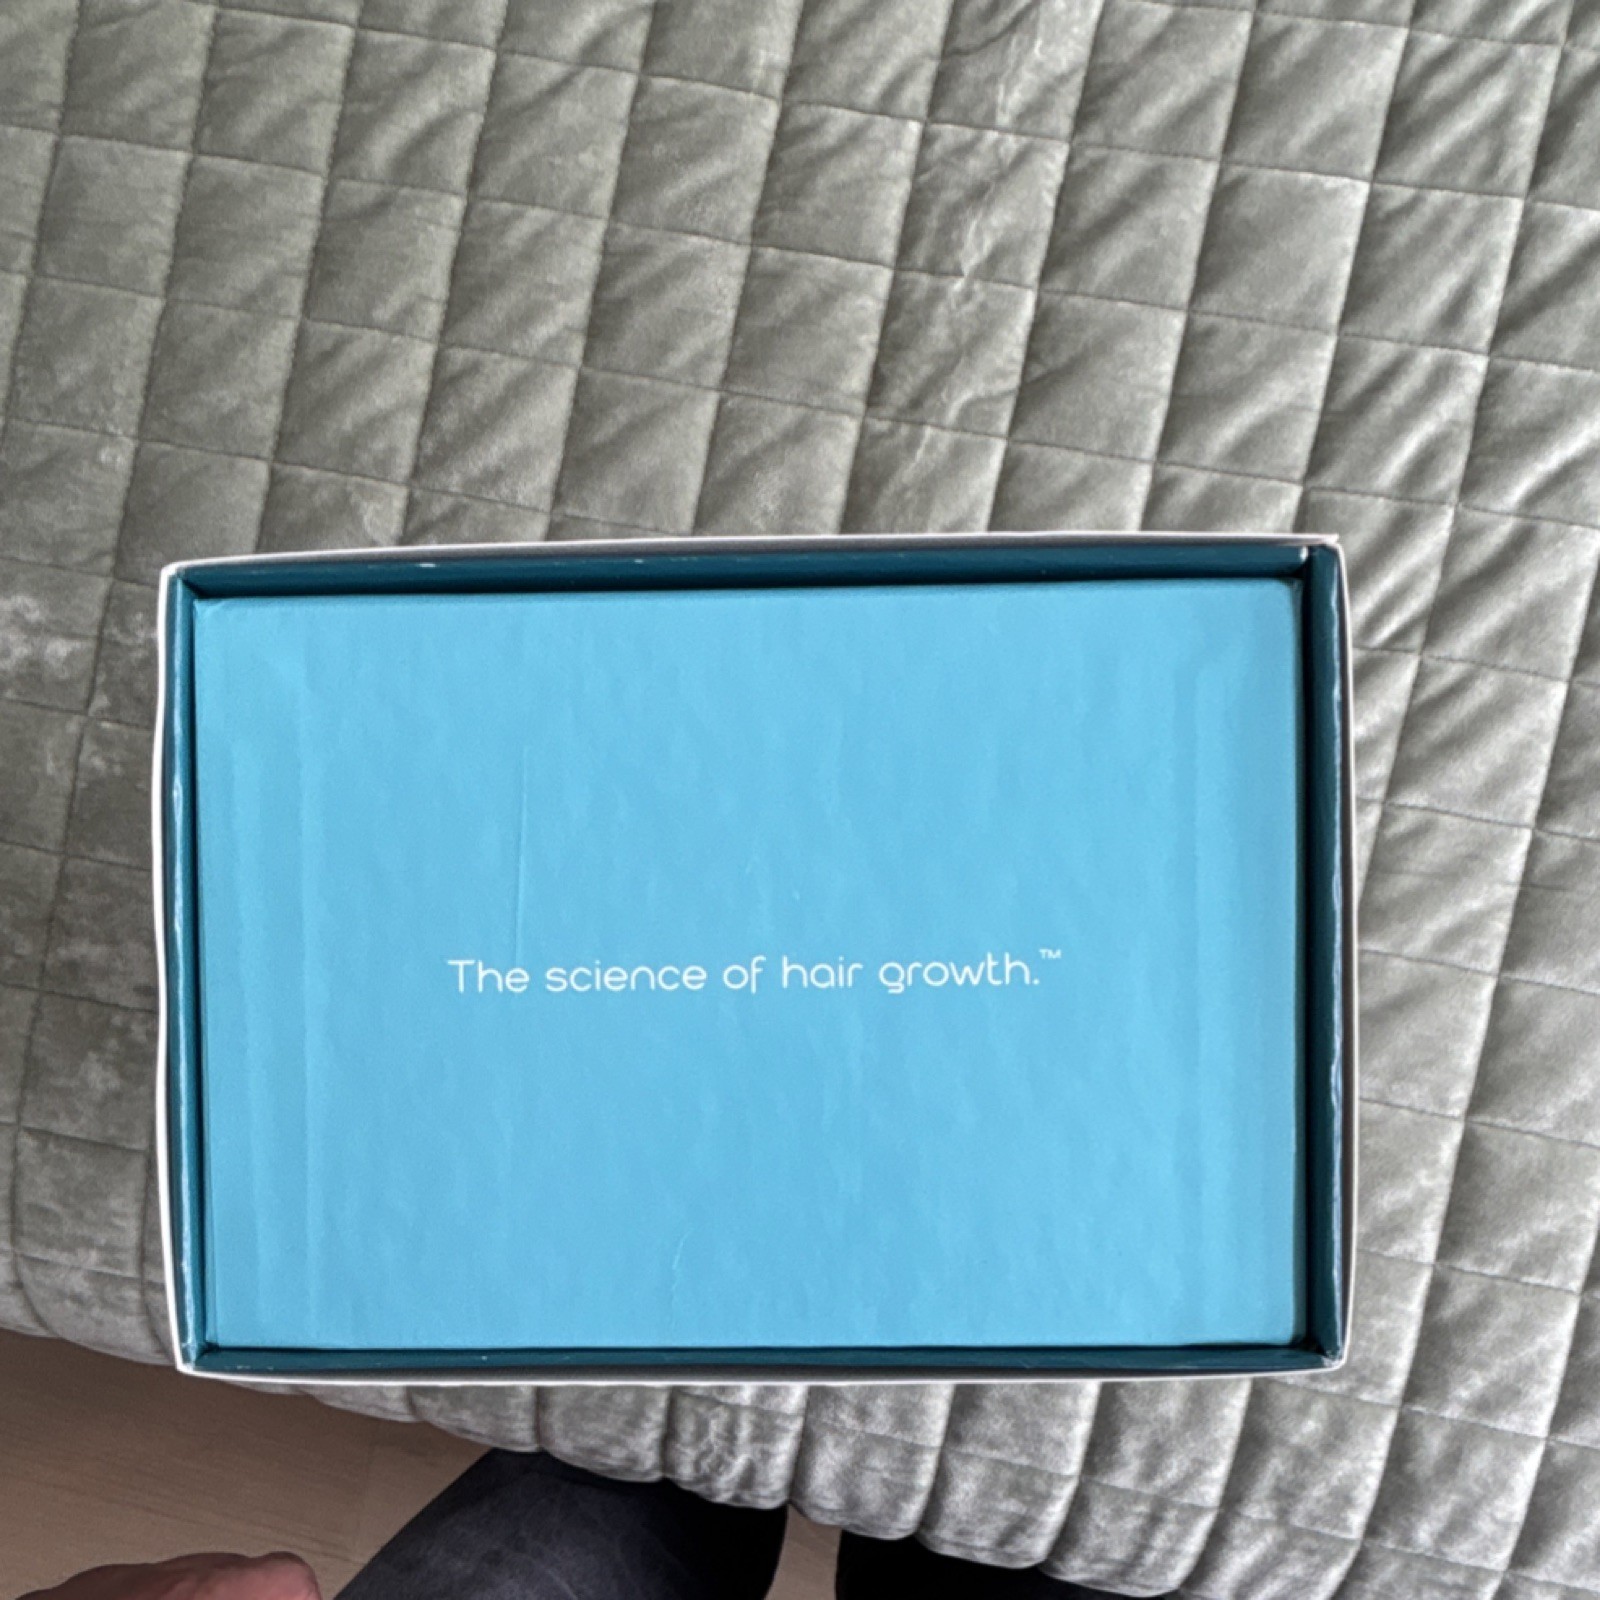 The science of hair growth.™